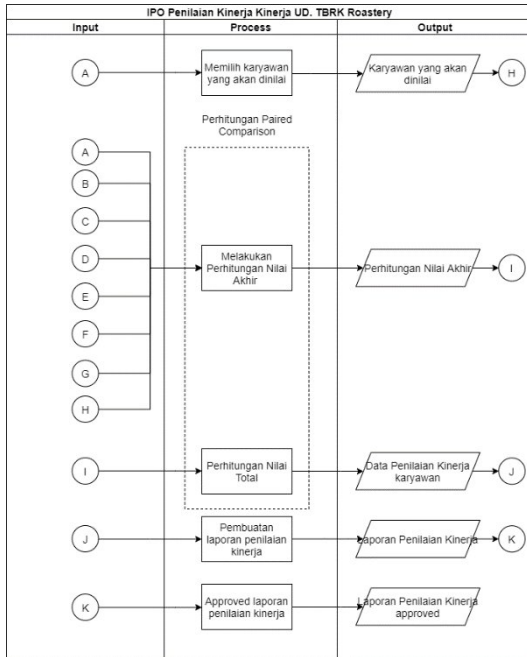 IPO Penilaian Kinerja Kinerja UD. TBRK Roastery
Input
Process
Output
A
Memilih karyawan
yang akan dinilai
Karyawan yang akan
dinilai
H
Perhitungan Paired
Comparison
A
B
C
D
E
F
G
H
Melakukan
Perhitungan Nilai
Akhir
Perhitungan Nilai Akhir
I
I
Perhitungan Nilai
Total
Data Penilaian Kinerja
karyawan
J
J
Pembuatan
laporan penilaian
kinerja
Laporan Penilaian Kinerja
K
K
Approved laporan
penilaian kinerja
Laporan Penilaian Kinerja
approved